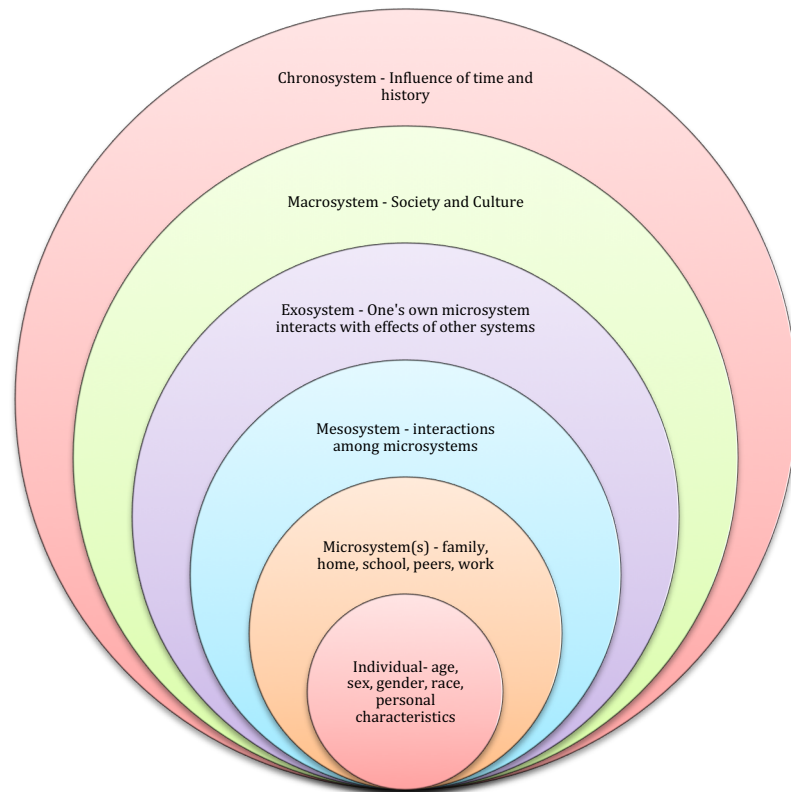 Chronosystem - Influence of time and
history
Macrosystem - Society and Culture
Exosystem - One's own microsystem
interacts with effects of other systems
Mesosystem - interactions
among microsystems
Microsystem(s) - family,
home, school, peers, work
Individual- age,
sex, gender, race,
personal
characteristics